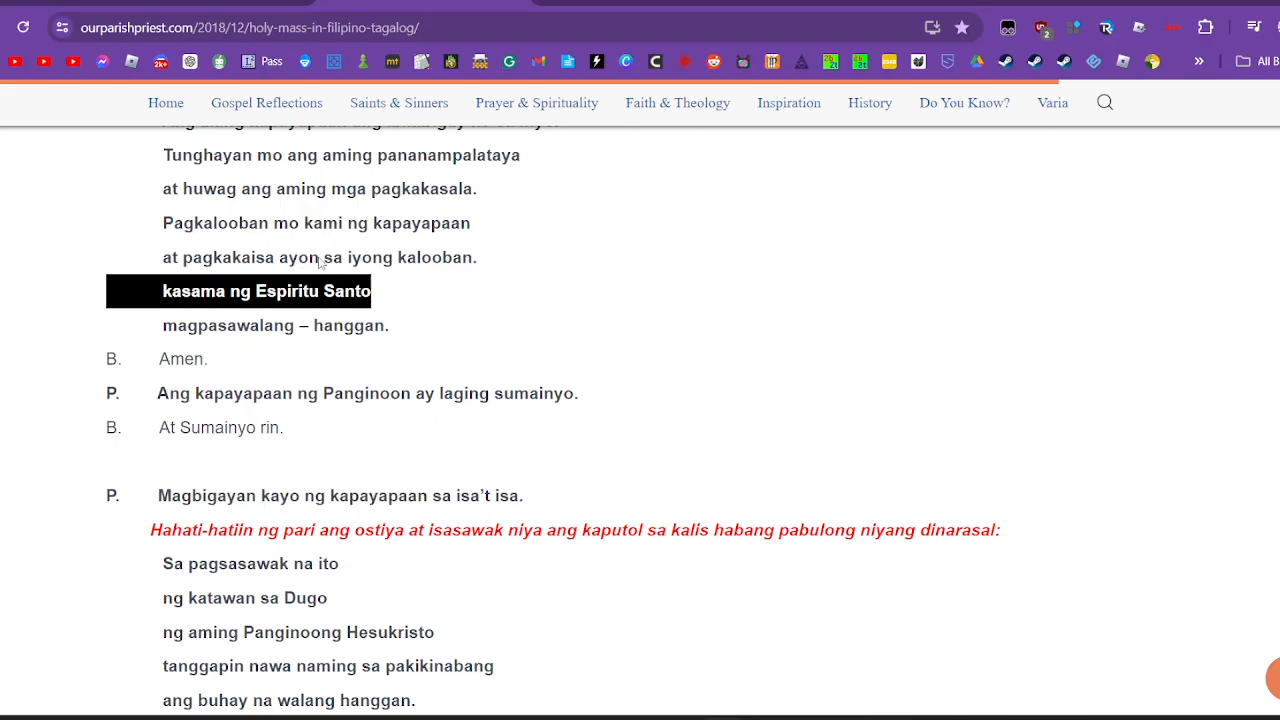 ourparishpriest.com/2018/12/holy-mass-in-filipino-tagalog/
2
Pass
All B
Home Gospel Reflections Saints & Sinners Prayer & Spirituality Faith & Theology Inspiration History Do You Know? Varia
Tunghayan mo ang aming pananampalataya
at huwag ang aming mga pagkakasala.
Pagkalooban mo kami ng kapayapaan
at pagkakaisa ayon sa iyong kalooban.
kasama ng Espiritu Santo
magpasawalang – hanggan.
B. Amen.
P. Ang kapayapaan ng Panginoon ay laging sumainyo.
B. At Sumainyo rin.
P. Magbigayan kayo ng kapayapaan sa isa’t isa.
Hahati-hatiin ng pari ang ostiya at isasawak niya ang kaputol sa kalis habang pabulong niyang dinarasal:
Sa pagsasawak na ito
ng katawan sa Dugo
ng aming Panginoong Hesukristo
tanggapin nawa naming sa pakikinabang
ang buhay na walang hanggan.